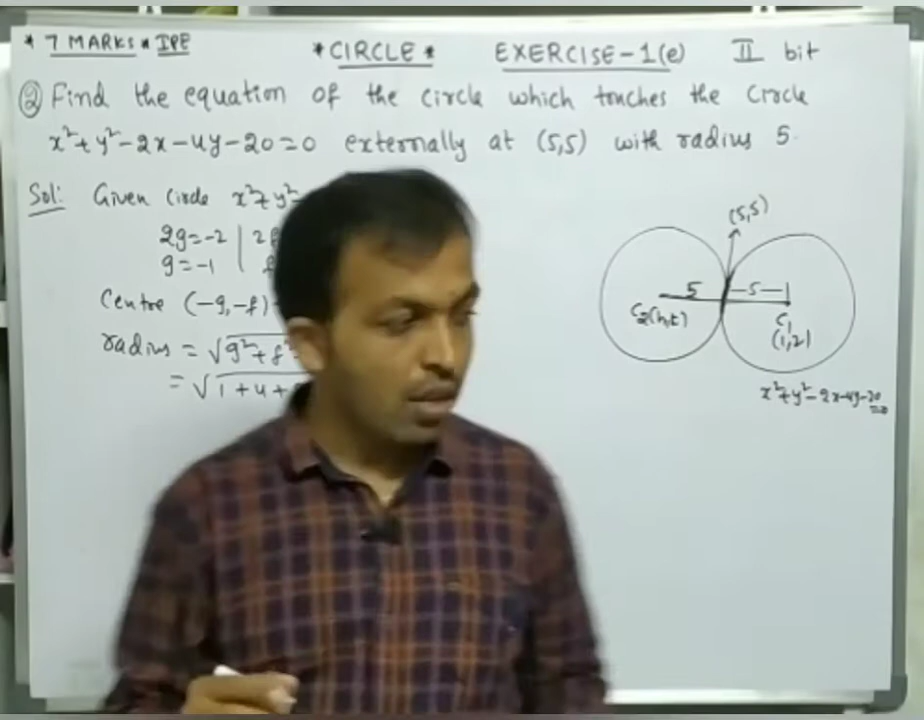 * 7 MARKS * IPE
* CIRCLE *
EXERCISE-1(e) II bit
② Find the equation of the circle which touches the Circle
x²+y²-2x-4y-20=0 externally at (5,5) with radius 5.
Sol: Given Circle x²+y²
2g=-2 | 2f
g=-1 |
Centre (-g,-f)
radius = √g²+f²
= √1+4+
(5,5)
5
-5-
C₂(h,k)
C₁
(1,2)
x²+y²-2x-4y-20
=0